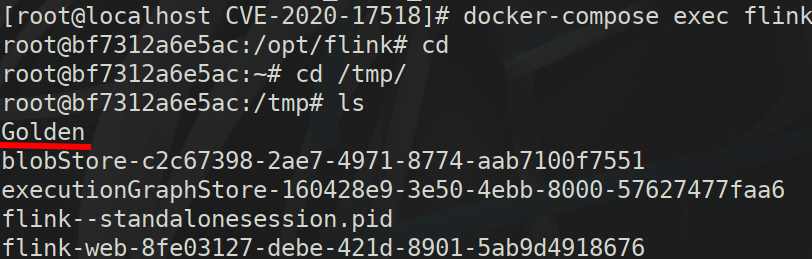 [root@localhost CVE-2020-17518]# docker-compose exec flink
root@bf7312a6e5ac:/opt/flink# cd
root@bf7312a6e5ac:~# cd /tmp/
root@bf7312a6e5ac:/tmp# ls
Golden
blobStore-c2c67398-2ae7-4971-8774-aab7100f7551
executionGraphStore-160428e9-3e50-4ebb-8000-57627477faa6
flink--standalonesession.pid
flink-web-8fe03127-debe-421d-8901-5ab9d4918676